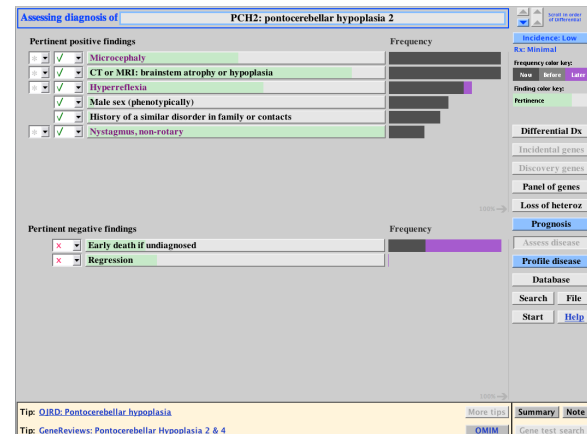 Assessing diagnosis of PCH2: pontocerebellar hypoplasia 2
Scroll in order
of Differential
Pertinent positive findings Frequency
Microcephaly
CT or MRI: brainstem atrophy or hypoplasia
Hyperreflexia
Male sex (phenotypically)
History of a similar disorder in family or contacts
Nystagmus, non-rotary
100%
Pertinent negative findings Frequency
Early death if undiagnosed
Regression
100%
Incidence: Low
Rx: Minimal
Frequency color key:
Now Before Later
Finding color key:
Pertinence
Differential Dx
Incidental genes
Discovery genes
Panel of genes
Loss of heteroz
Prognosis
Assess disease
Profile disease
Database
Search File
Start Help
Tip: OJRD: Pontocerebellar hypoplasia More tips
Summary Note
Tip: GeneReviews: Pontocerebellar Hypoplasia 2 & 4 OMIM
Gene test search